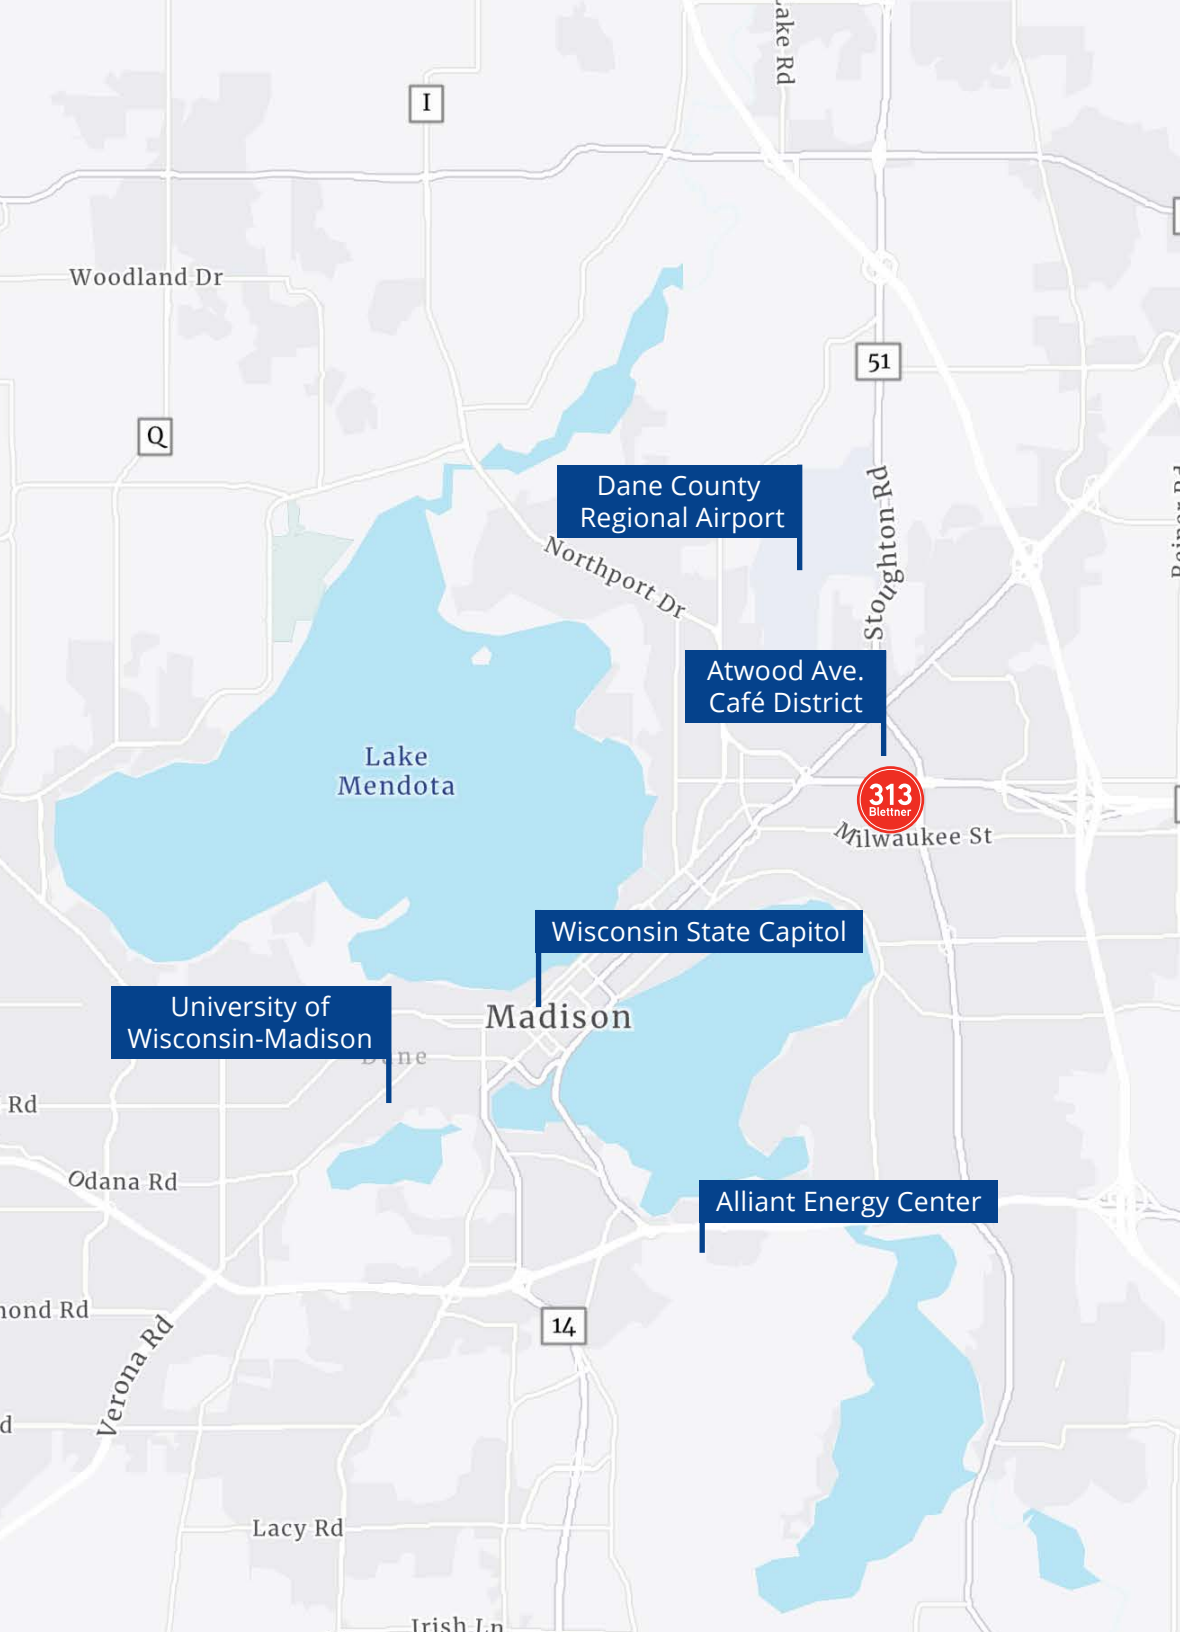 Lake Rd
I
Woodland Dr
51
Q
Dane County
Regional Airport
Stoughton Rd
Northport Dr
Atwood Ave.
Café District
Lake
Mendota
313
Blettner
Milwaukee St
Wisconsin State Capitol
University of
Wisconsin-Madison
Madison
Rd
Odana Rd
Alliant Energy Center
mond Rd
14
Verona Rd
d
Lacy Rd
Irish Ln